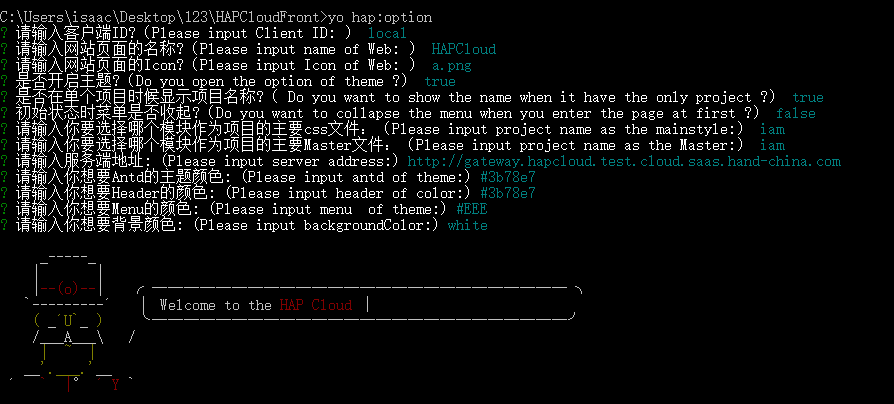 C:\Users\isaac\Desktop\123\HAPCloudFront>yo hap:option
? 请输入客户端ID? (Please input Client ID: )  local
? 请输入网站页面的名称? (Please input name of Web: )  HAPCloud
? 请输入网站页面的Icon? (Please input Icon of Web: )  a.png
? 是否开启主题? (Do you open the option of theme ?)  true
? 是否在单个项目时候显示项目名称? ( Do you want to show the name when it have the only project ?)  true
? 初始状态时菜单是否收起? (Do you want to collapse the menu when you enter the page at first ?)  false
? 请输入你要选择哪个模块作为项目的主要css文件: (Please input project name as the mainstyle:)  iam
? 请输入你要选择哪个模块作为项目的主要Master文件: (Please input project name as the Master:)  iam
? 请输入服务端地址: (Please input server address:) http://gateway.hapcloud.test.cloud.saas.hand-china.com
? 请输入你想要Antd的主题颜色: (Please input antd of theme:) #3b78e7
? 请输入你想要Header的颜色: (Please input header of color:) #3b78e7
? 请输入你想要Menu的颜色: (Please input menu  of theme:) #EEE
? 请输入你想要背景颜色: (Please input backgroundColor:) white
Welcome to the HAP Cloud